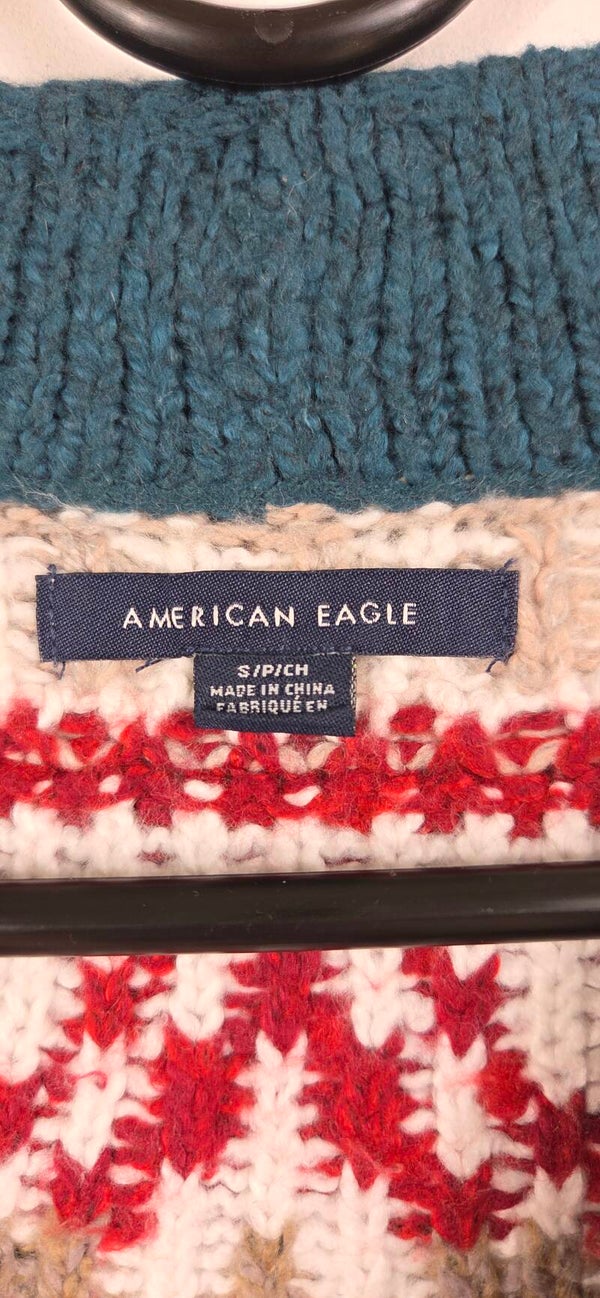 AMERICAN EAGLE
S/P/CH
MADE IN CHINA
FABRIQUÉ EN